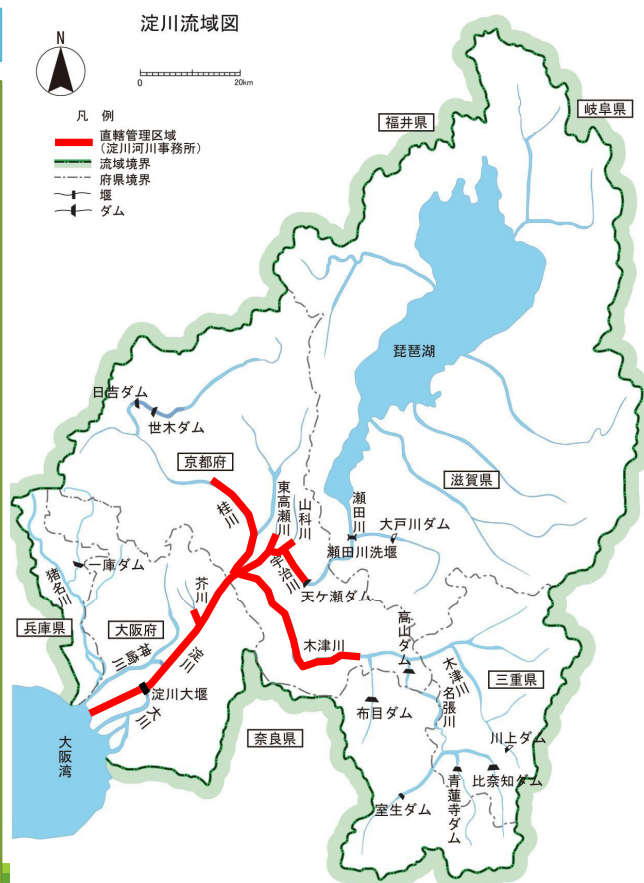 淀川流域図
N
0 20km
凡 例
直轄管理区域
(淀川河川事務所)
流域境界
府県境界
堰
ダム
福井県
岐阜県
琵琶湖
日吉ダム
世木ダム
京都府
滋賀県
桂川
東高瀬川
山科川
瀬田川
大戸川ダム
瀬田川洗堰
宇治川
天ケ瀬ダム
一庫ダム
猪名川
芥川
兵庫県
大阪府
神崎川
淀川
木津川
高山ダム
木津川
三重県
名張川
淀川大堰
大川
布目ダム
奈良県
川上ダム
大阪湾
室生ダム
青蓮寺ダム
比奈知ダム